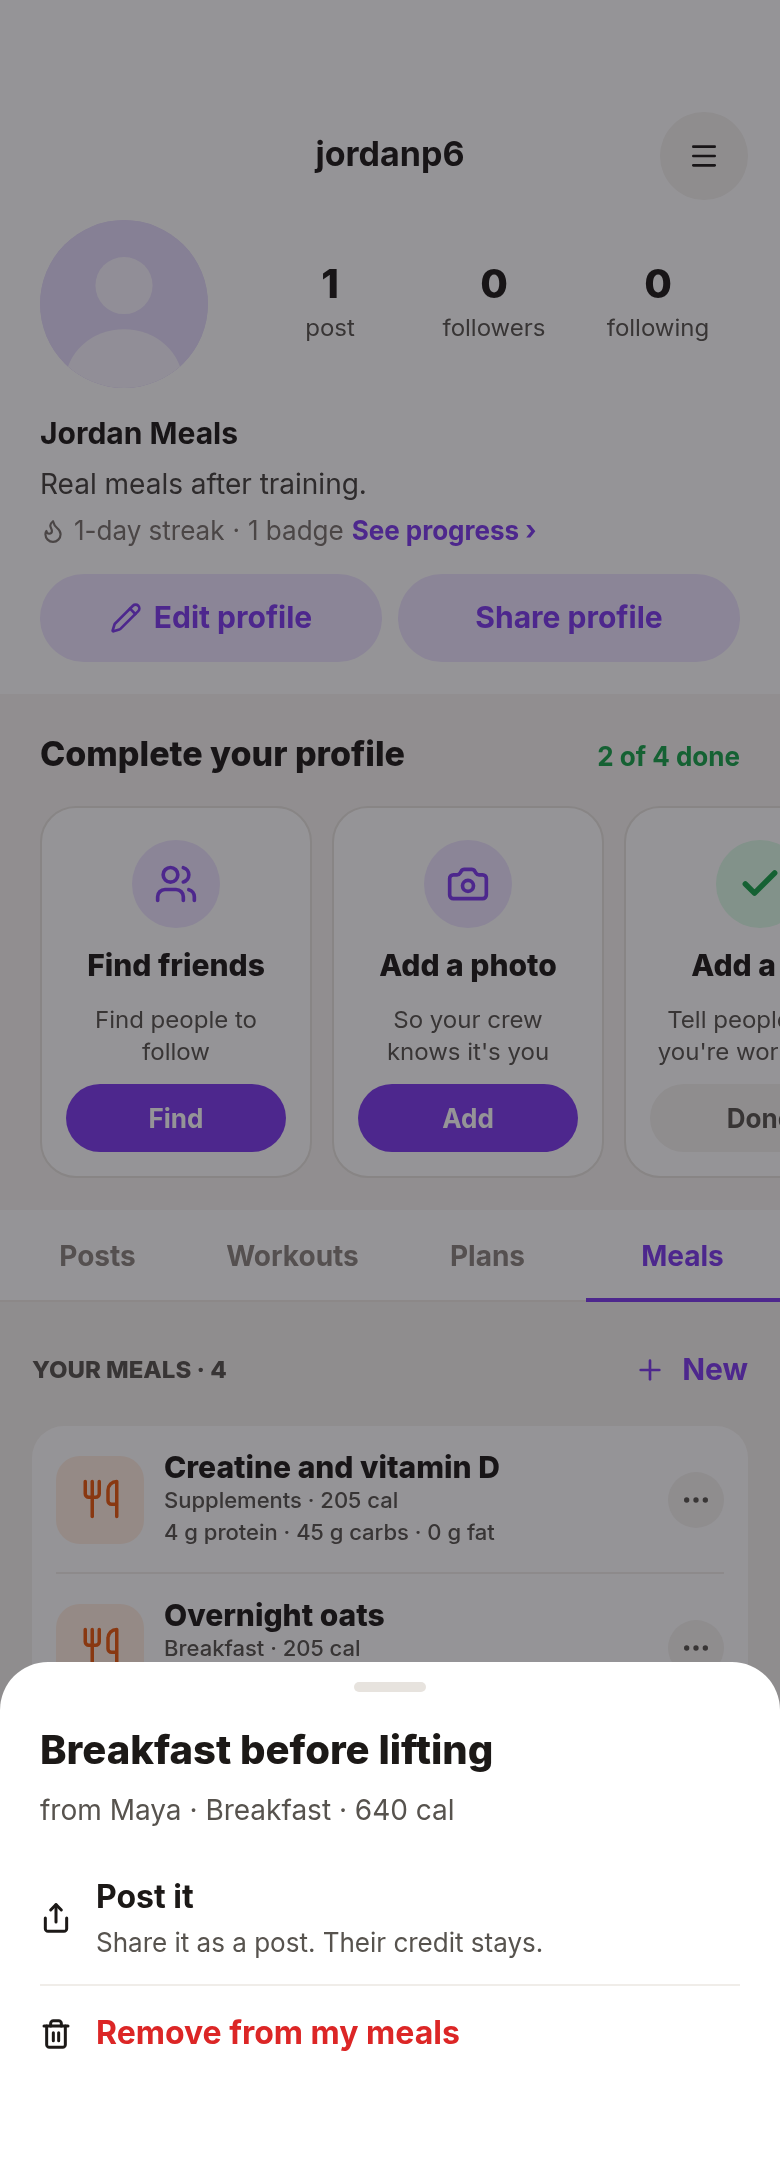 jordanp6
1 0 0
post followers following
Jordan Meals
Real meals after training.
1-day streak · 1 badge See progress ›
Edit profile Share profile
Complete your profile 2 of 4 done
Find friends Add a photo Add a
Find people to So your crew Tell people
follow knows it's you you're wor
Find Add Done
Posts Workouts Plans Meals
YOUR MEALS · 4 + New
Creatine and vitamin D
Supplements · 205 cal
4 g protein · 45 g carbs · 0 g fat
Overnight oats
Breakfast · 205 cal
Breakfast before lifting
from Maya · Breakfast · 640 cal
Post it
Share it as a post. Their credit stays.
Remove from my meals